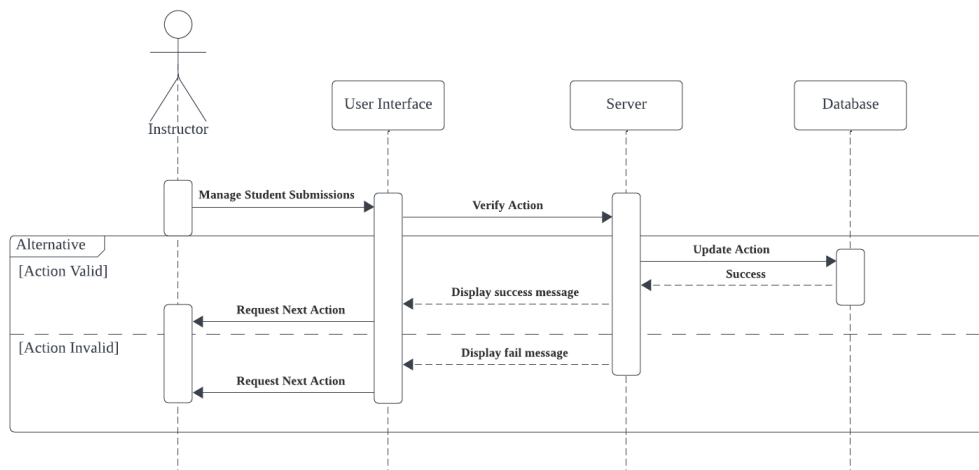 Instructor
User Interface
Server
Database
Manage Student Submissions
Verify Action
Alternative
[Action Valid]
Update Action
Success
Display success message
Request Next Action
[Action Invalid]
Display fail message
Request Next Action